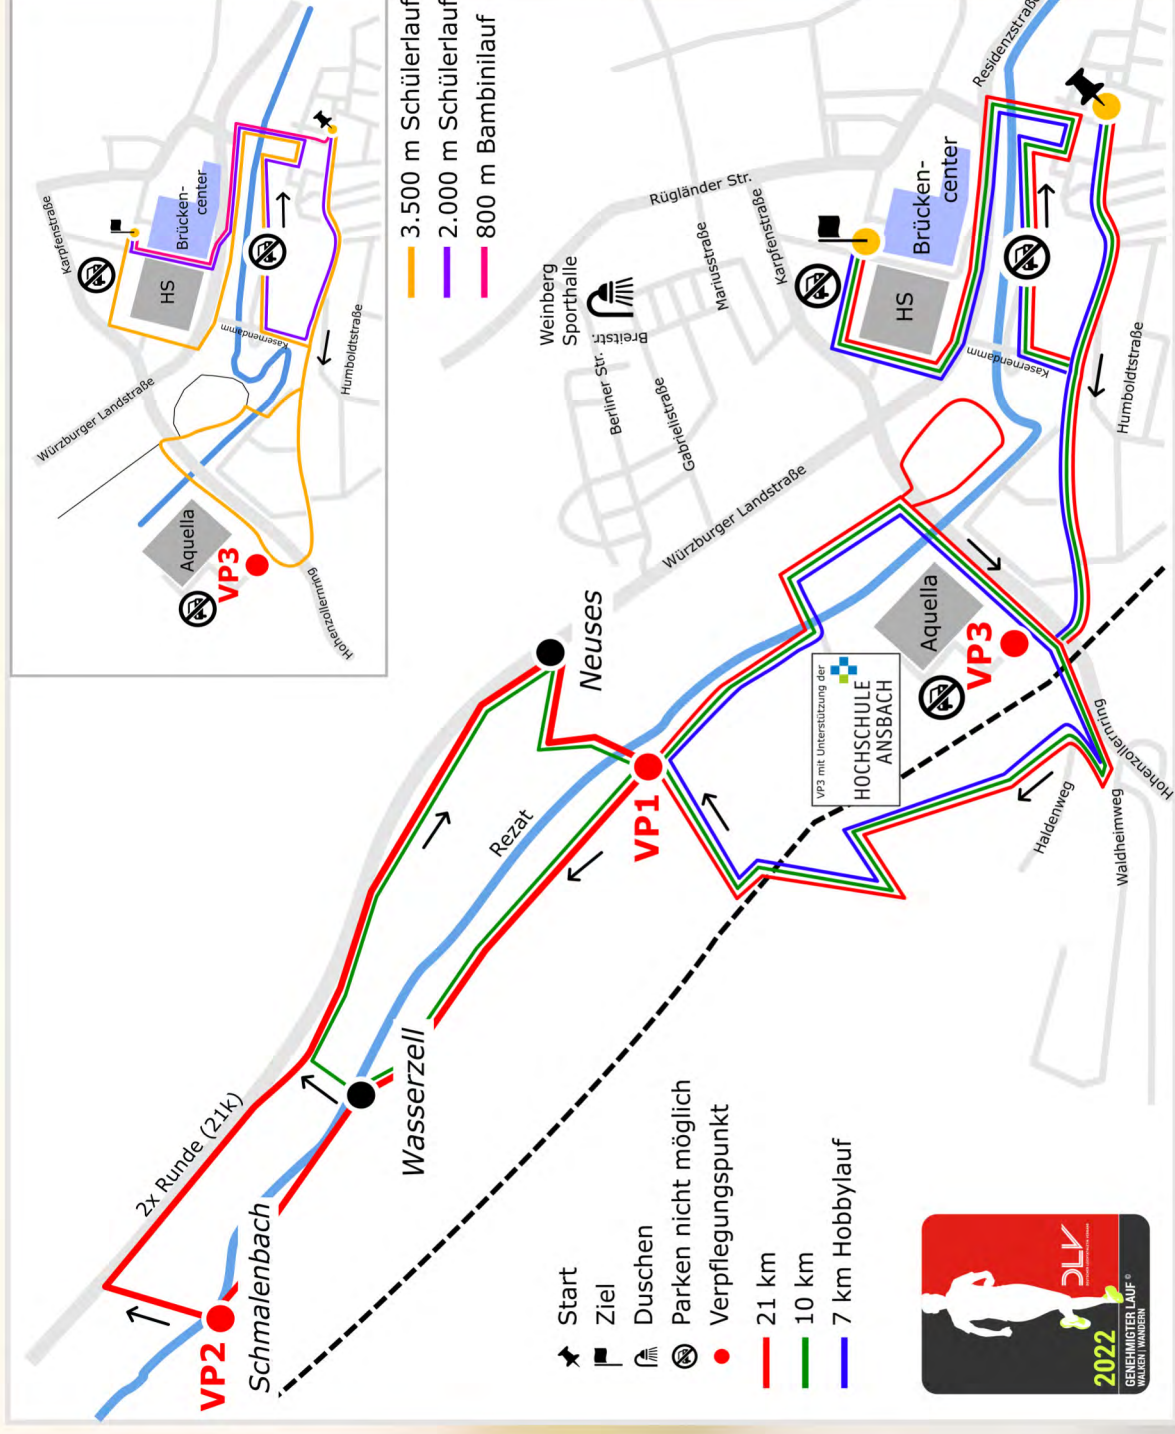 Karpfenstraße
Würzburger Landstraße
Brücken-
center
HS
Kasernendamm
Humboldtstraße
Aquella
VP3
Hohenzollernring
3.500 m Schülerlauf
2.000 m Schülerlauf
800 m Bambinilauf
Residenzstraße
Rügländer Str.
Mariusstraße
Karpfenstraße
Weinberg
Sporthalle
Breitstr.
Berliner Str.
Gabrielistraße
Würzburger Landstraße
Brücken-
center
HS
Kasernendamm
Humboldtstraße
Aquella
VP3
VP3 mit Unterstützung der
HOCHSCHULE
ANSBACH
Hohenzollernring
Haldenweg
Waldheimweg
Neuses
Rezat
VP1
Wasserzell
2x Runde (21k)
Schmalenbach
VP2
Start
Ziel
Duschen
Parken nicht möglich
Verpflegungspunkt
21 km
10 km
7 km Hobbylauf
DLV
2022
GENEHMIGTER LAUF ©
WALKEN | WANDERN